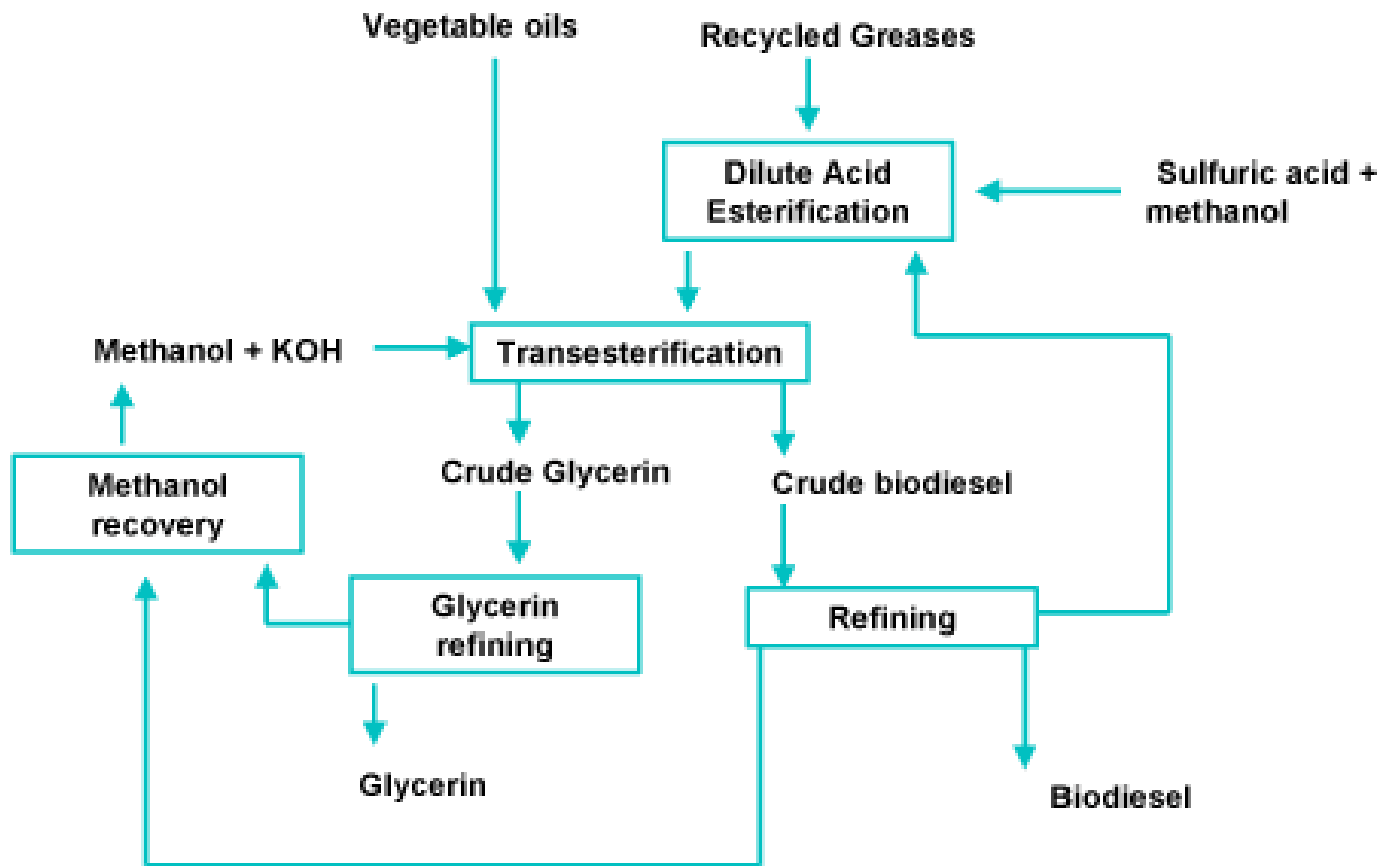 Vegetable oils
Recycled Greases
Dilute Acid
Esterification
Sulfuric acid +
methanol
Methanol + KOH
Transesterification
Methanol
recovery
Crude Glycerin
Crude biodiesel
Glycerin
refining
Refining
Glycerin
Biodiesel